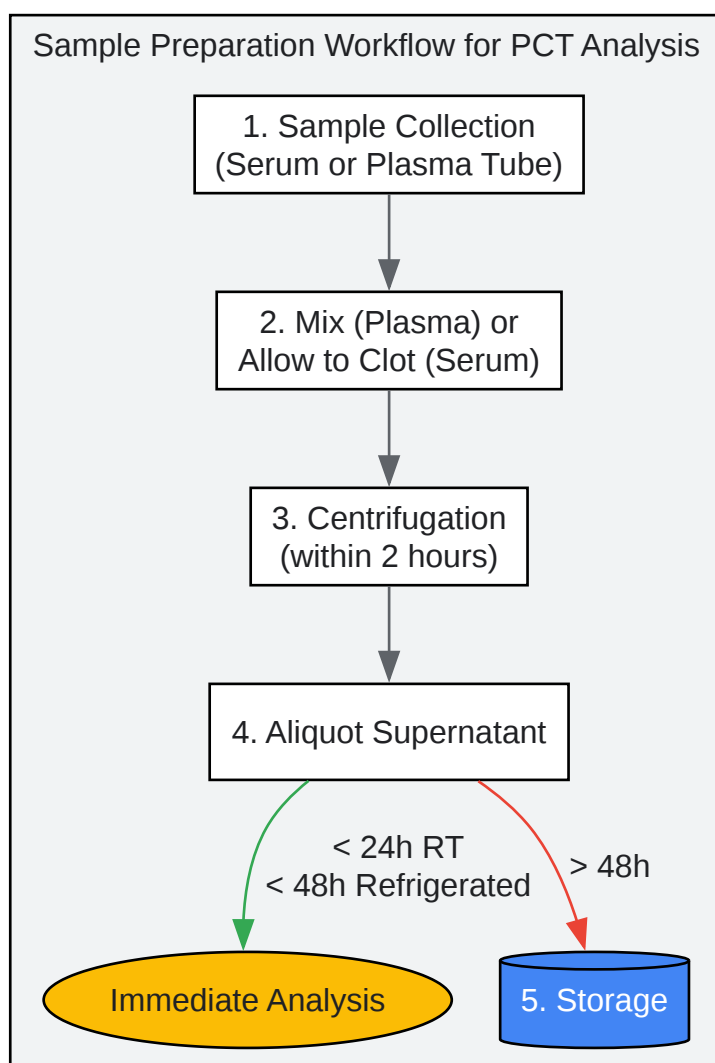 Sample Preparation Workflow for PCT Analysis
1. Sample Collection
(Serum or Plasma Tube)
2. Mix (Plasma) or
Allow to Clot (Serum)
3. Centrifugation
(within 2 hours)
4. Aliquot Supernatant
< 24h RT
< 48h Refrigerated
> 48h
Immediate Analysis
5. Storage